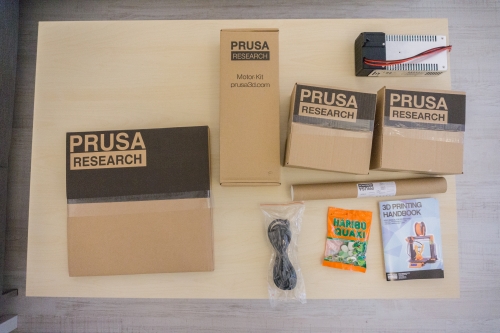 PRUSA
RESEARCH
Motor-Kit
prusa3d.com
PRUSA
RESEARCH
PRUSA
RESEARCH
PRUSA
RESEARCH
HARIBO
QUAXI
3D PRINTING
HANDBOOK